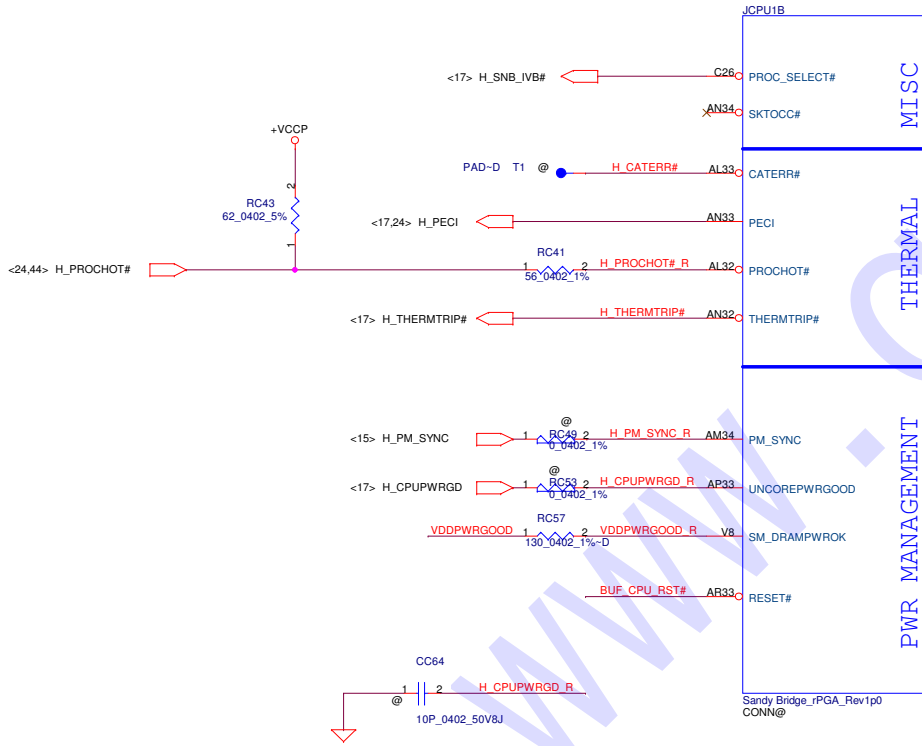 JCPU1B
<17> H_SNB_IVB#
C26
PROC_SELECT#
AN34
SKTOCC#
MISC
+VCCP
2
RC43
62_0402_5%
1
PAD~D T1 @
H_CATERR#
AL33
CATERR#
<17,24> H_PECI
AN33
PECI
THERMAL
<24,44> H_PROCHOT#
RC41
1 2
56_0402_1%
H_PROCHOT#_R
AL32
PROCHOT#
<17> H_THERMTRIP#
H_THERMTRIP#
AN32
THERMTRIP#
<15> H_PM_SYNC
@
1 RC49 2
0_0402_1%
H_PM_SYNC_R
AM34
PM_SYNC
<17> H_CPUPWRGD
@
1 RC53 2
0_0402_1%
H_CPUPWRGD_R
AP33
UNCOREPWRGOOD
PWR MANAGEMENT
VDDPWRGOOD
RC57
1 2
130_0402_1%~D
VDDPWRGOOD_R
V8
SM_DRAMPWROK
BUF_CPU_RST#
AR33
RESET#
CC64
1 2
@
10P_0402_50V8J
H_CPUPWRGD_R
Sandy Bridge_rPGA_Rev1p0
CONN@
www.